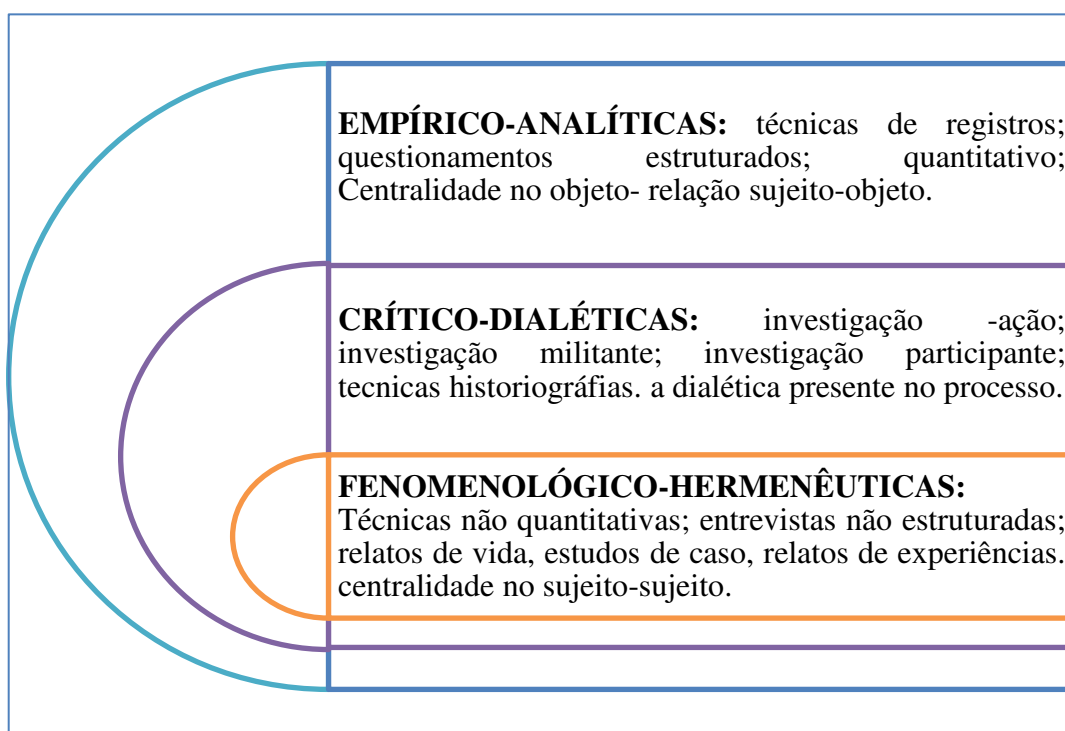 EMPÍRICO-ANALÍTICAS: técnicas de registros;
questionamentos estruturados; quantitativo;
Centralidade no objeto- relação sujeito-objeto.
CRÍTICO-DIALÉTICAS: investigação -ação;
investigação militante; investigação participante;
tecnicas historiográfias. a dialética presente no processo.
FENOMENOLÓGICO-HERMENÊUTICAS:
Técnicas não quantitativas; entrevistas não estruturadas;
relatos de vida, estudos de caso, relatos de experiências.
centralidade no sujeito-sujeito.